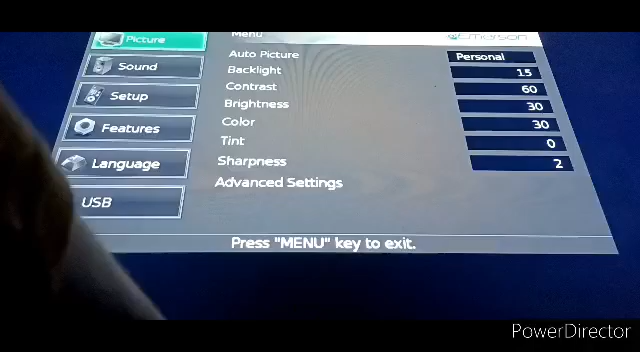 Picture
Sound
Setup
Features
Language
USB
Menu
Emerson
Auto Picture Personal
Backlight 15
Contrast 60
Brightness 30
Color 30
Tint 0
Sharpness 2
Advanced Settings
Press "MENU" key to exit.
PowerDirector